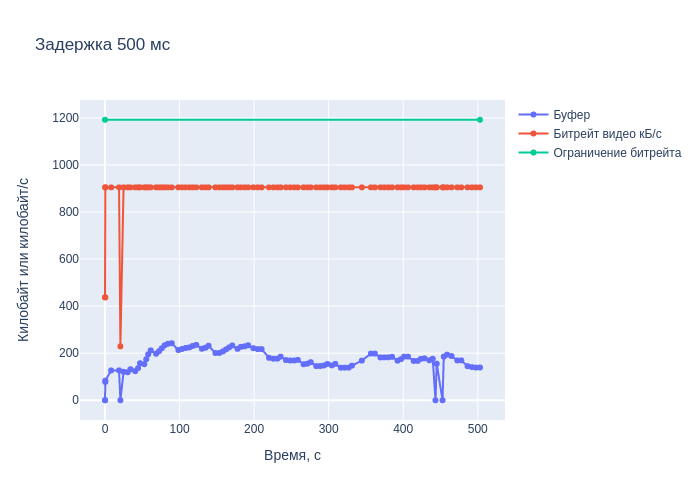 Задержка 500 мс
Килобайт или килобайт/с
1200
1000
800
600
400
200
0
0
100
200
300
400
500
Время, с
Буфер
Битрейт видео кБ/с
Ограничение битрейта